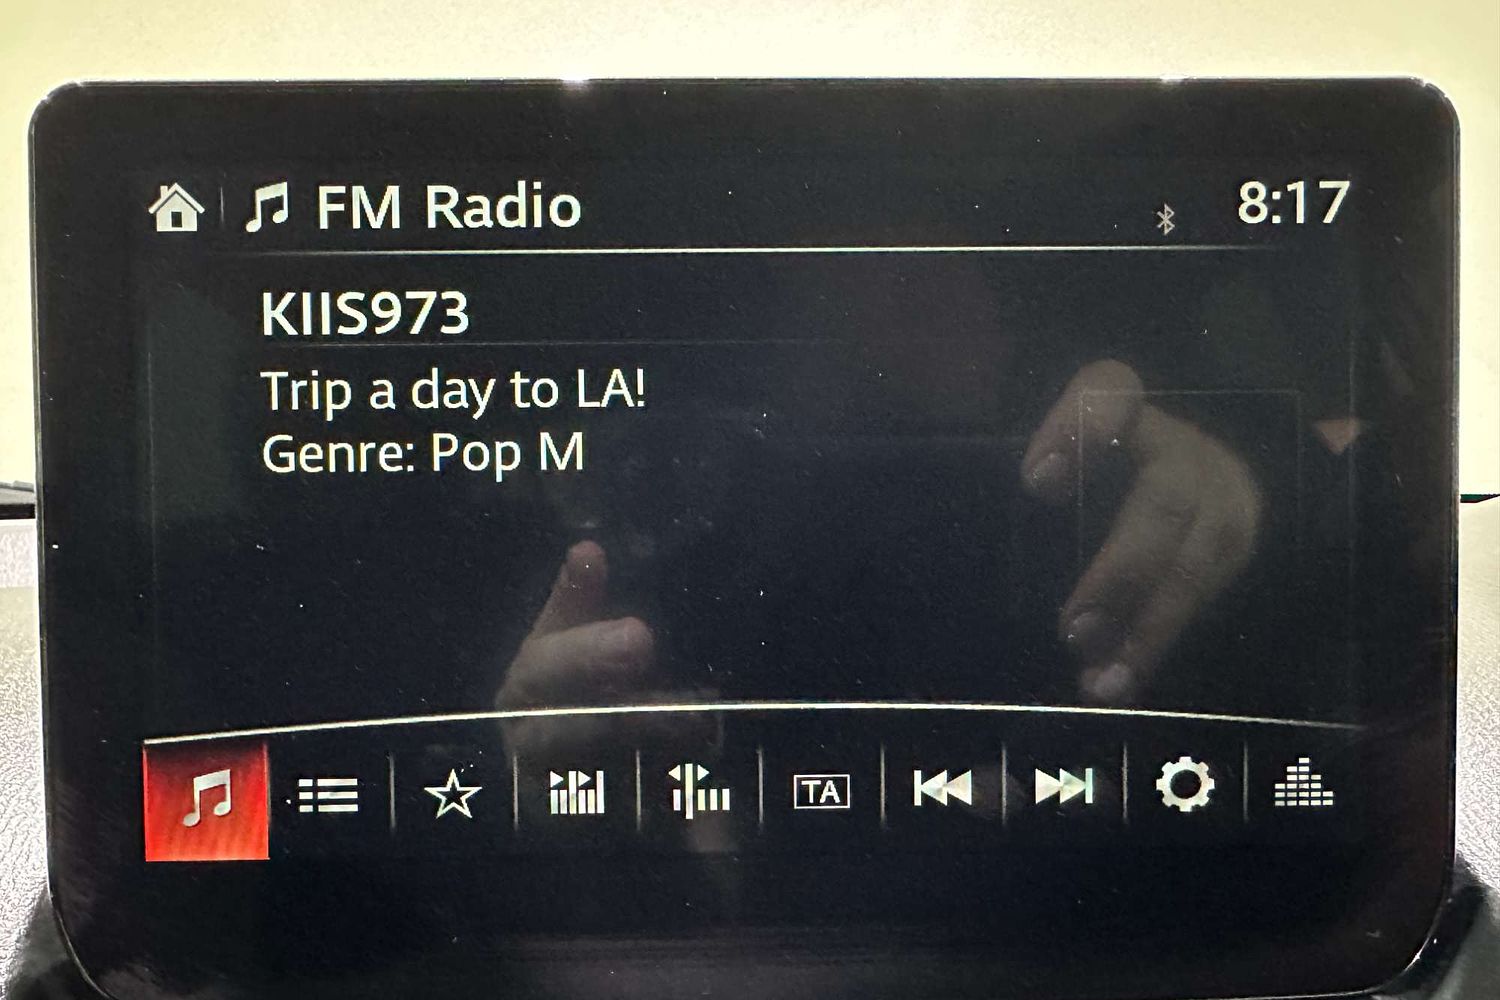 FM Radio
8:17
KIIS973
Trip a day to LA!
Genre: Pop M
TA